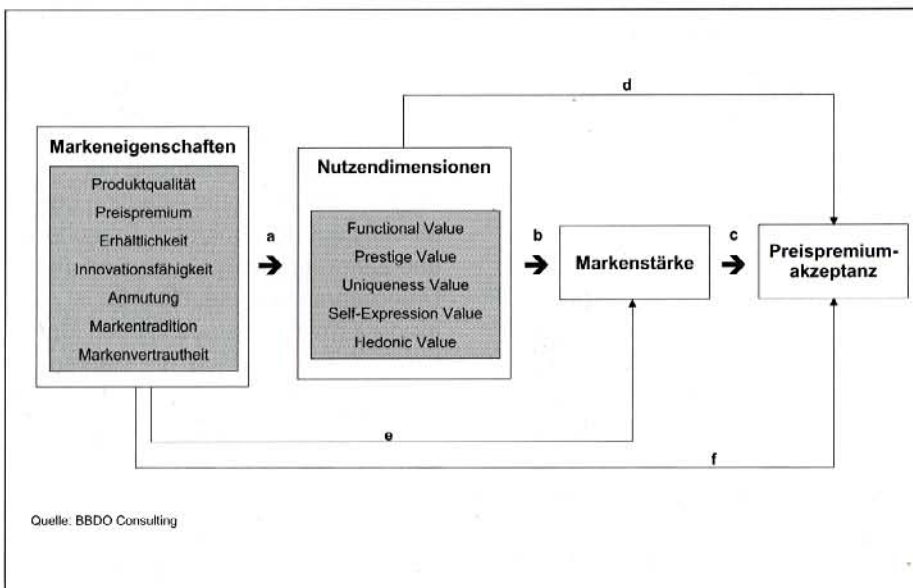 d
Markeneigenschaften
Produktqualität
Preispremium
Erhältlichkeit
Innovationsfähigkeit
Anmutung
Markentradition
Markenvertrautheit
a
Nutzendimensionen
Functional Value
Prestige Value
Uniqueness Value
Self-Expression Value
Hedonic Value
b
Markenstärke
c
Preispremium-
akzeptanz
e
f
Quelle: BBDO Consulting